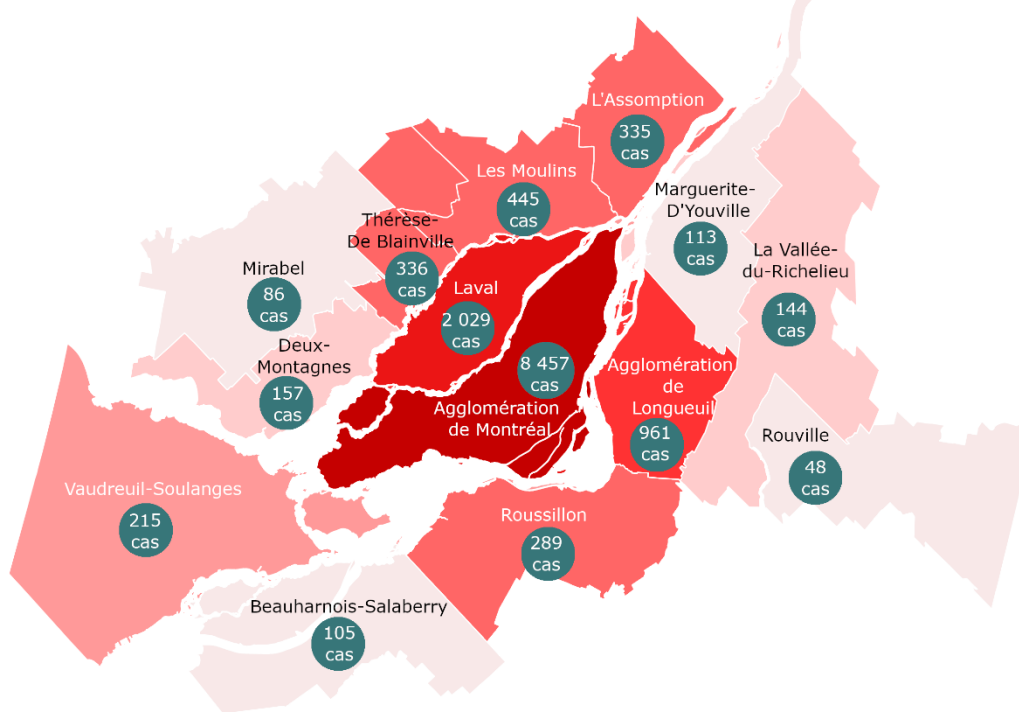 L'Assomption
335
cas
Les Moulins
445
cas
Marguerite-
D'Youville
113
cas
Thérèse-
De Blainville
336
cas
La Vallée-
du-Richelieu
144
cas
Mirabel
86
cas
Laval
2 029
cas
Deux-
Montagnes
157
cas
8 457
cas
Agglomération
de Montréal
Agglomération
de
Longueuil
961
cas
Rouville
48
cas
Vaudreuil-Soulanges
215
cas
Roussillon
289
cas
Beauharnois-Salaberry
105
cas